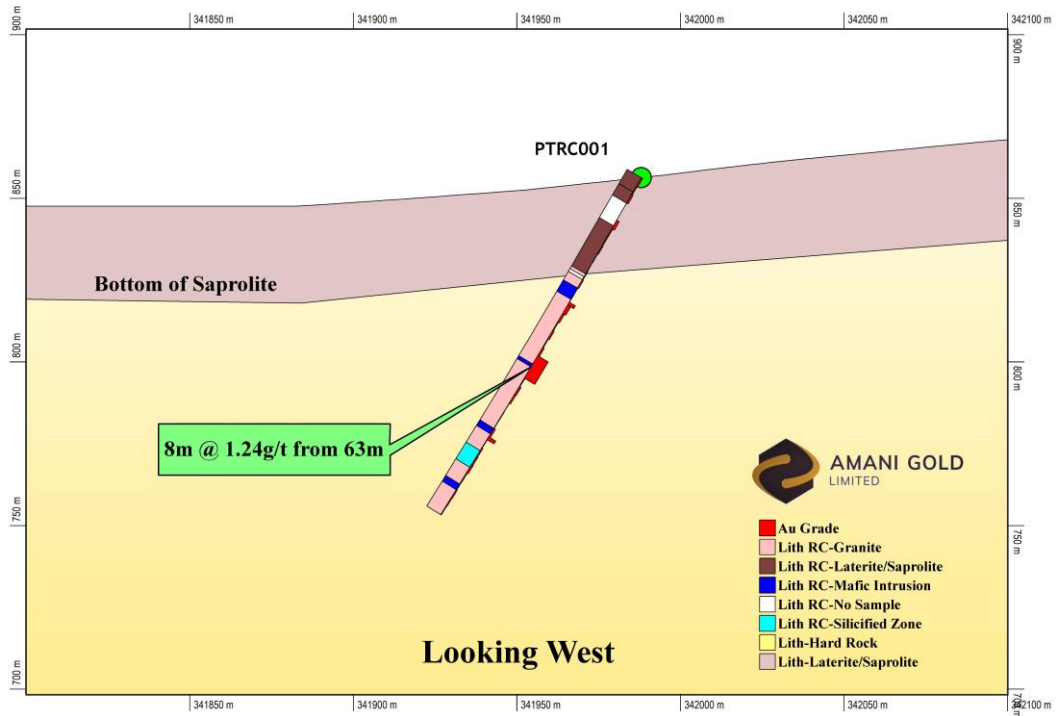 341850 m
341900 m
341950 m
342000 m
342050 m
342100 m
900 m
900 m
PTRC001
850 m
850 m
Bottom of Saprolite
800 m
800 m
8m @ 1.24g/t from 63m
AMANI GOLD
LIMITED
750 m
750 m
Au Grade
Lith RC-Granite
Lith RC-Laterite/Saprolite
Lith RC-Mafic Intrusion
Lith RC-No Sample
Lith RC-Silicified Zone
Lith-Hard Rock
Lith-Laterite/Saprolite
Looking West
700 m
341850 m
341900 m
341950 m
342000 m
342050 m
342100 m